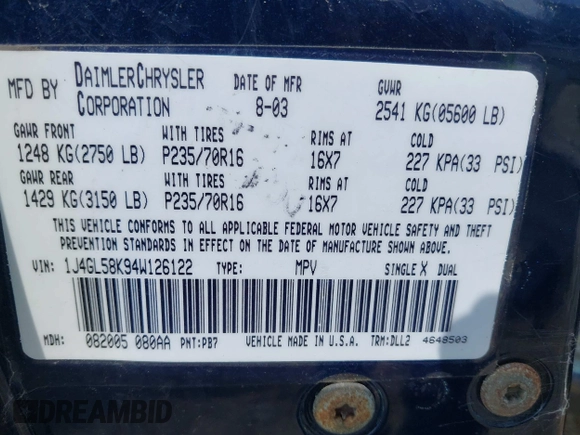 MFD BY DAIMLERCHRYSLER CORPORATION DATE OF MFR 8-03 GVWR 2541 KG(05600 LB)
GAWR FRONT WITH TIRES RIMS AT COLD
1248 KG(2750 LB) P235/70R16 16X7 227 KPA(33 PSI)
GAWR REAR WITH TIRES RIMS AT COLD
1429 KG(3150 LB) P235/70R16 16X7 227 KPA(33 PSI)
THIS VEHICLE CONFORMS TO ALL APPLICABLE FEDERAL MOTOR VEHICLE SAFETY & THEFT
PREVENTION STANDARDS IN EFFECT ON THE DATE OF MANUFACTURE SHOWN ABOVE.
VIN: 1J4GL58K94W126122 TYPE: MPV SINGLE X DUAL
MDH: 082005 080AA PNT:PB7 VEHICLE MADE IN U.S.A. TRM:DLL2 4648503
DREAMBID